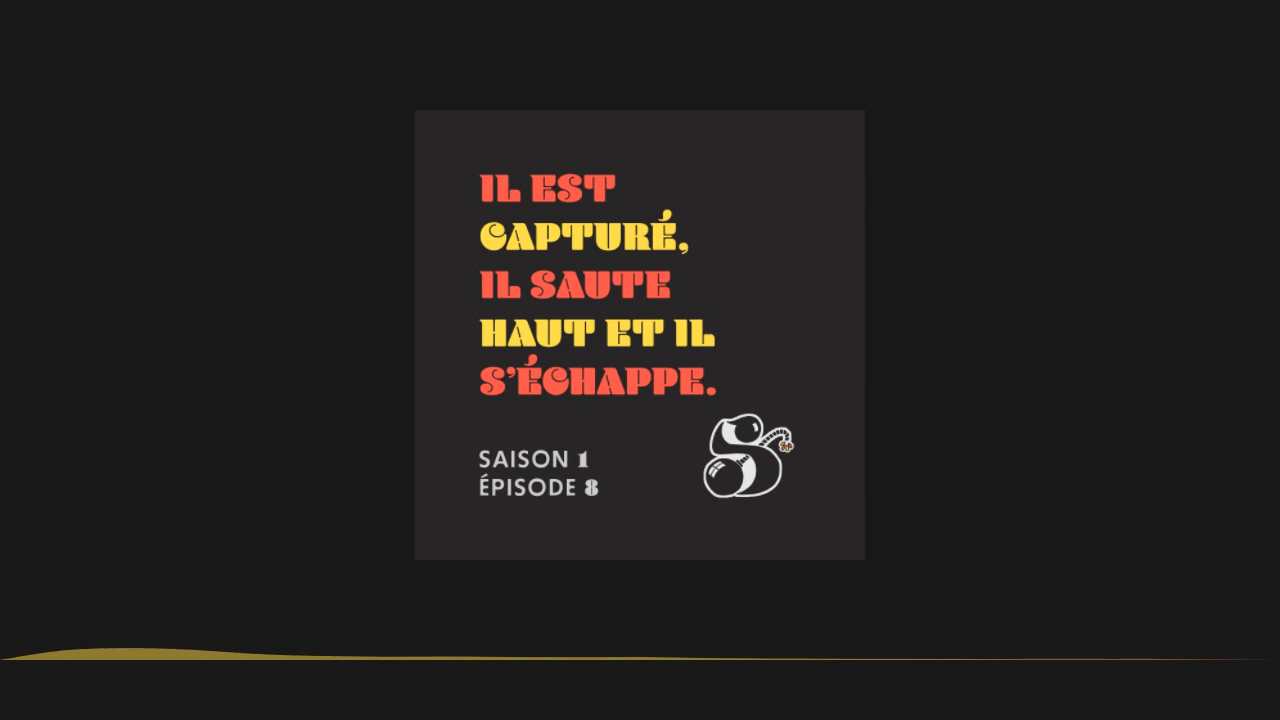 IL EST
CAPTURÉ,
IL SAUTE
HAUT ET IL
S’ÉCHAPPE.
SAISON 1
ÉPISODE 8
S